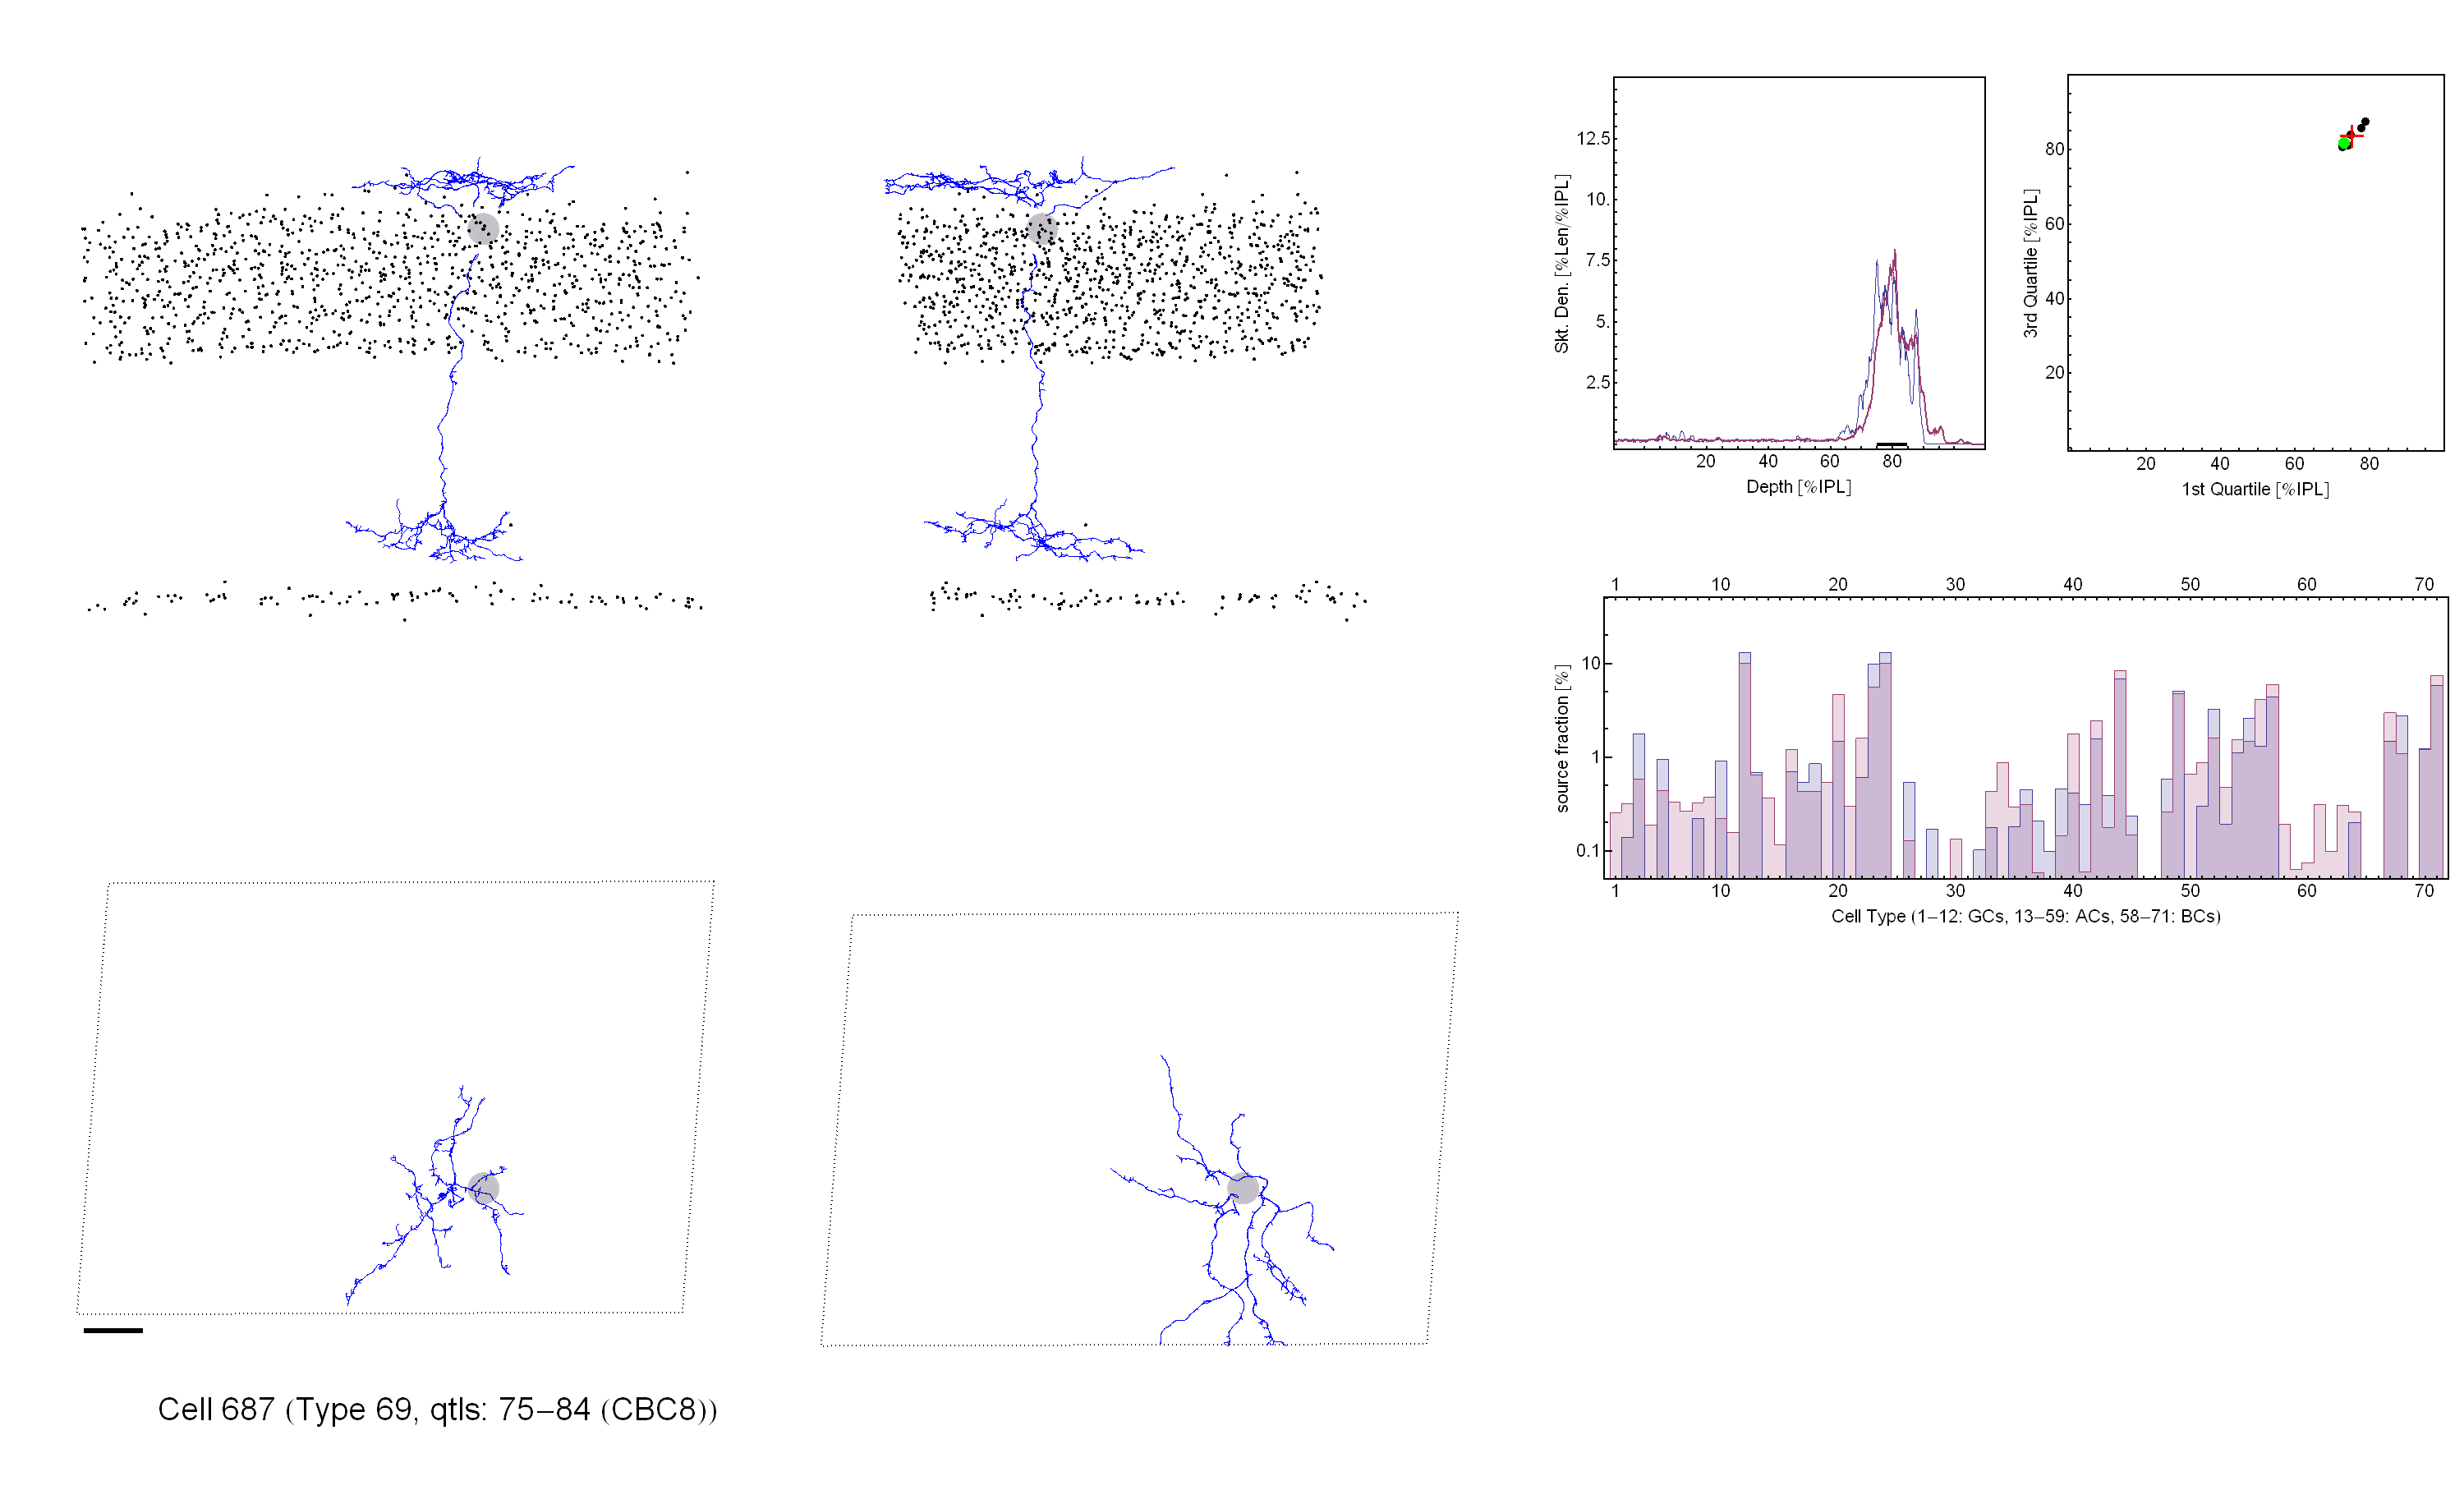 12.5
10.
7.5
5.
2.5
Skt. Den. [%Len/%IPL]
20 40 60 80
Depth [%IPL]
80
60
40
20
3rd Quartile [%IPL]
20 40 60 80
1st Quartile [%IPL]
1 10 20 30 40 50 60 70
10
1
0.1
source fraction [%]
1 10 20 30 40 50 60 70
Cell Type (1–12: GCs, 13–59: ACs, 58–71: BCs)
Cell 687 (Type 69, qtls: 75–84 (CBC8))